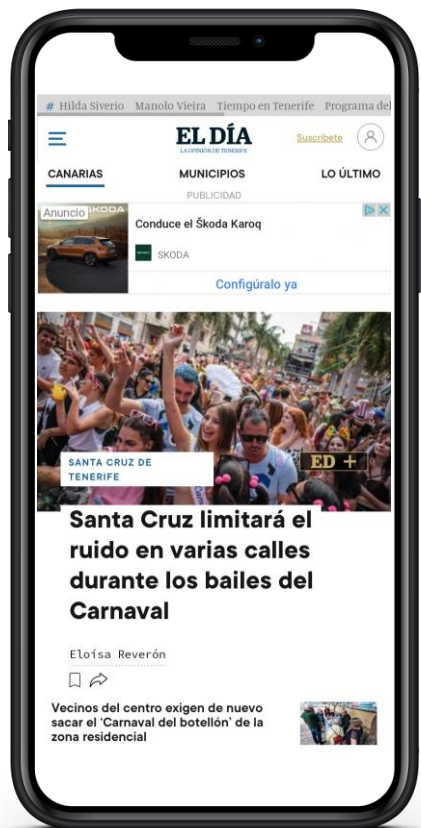 # Hilda Siverio Manolo Vieira Tiempo en Tenerife Programa del
EL DÍA
LA OPINIÓN DE TENERIFE
Suscríbete
CANARIAS MUNICIPIOS LO ÚLTIMO
PUBLICIDAD
Anuncio
SKODA
Conduce el Škoda Karoq
SKODA
Configúralo ya
SANTA CRUZ DE
TENERIFE
ED +
Santa Cruz limitará el
ruido en varias calles
durante los bailes del
Carnaval
Eloísa Reverón
Vecinos del centro exigen de nuevo
sacar el ‘Carnaval del botellón’ de la
zona residencial